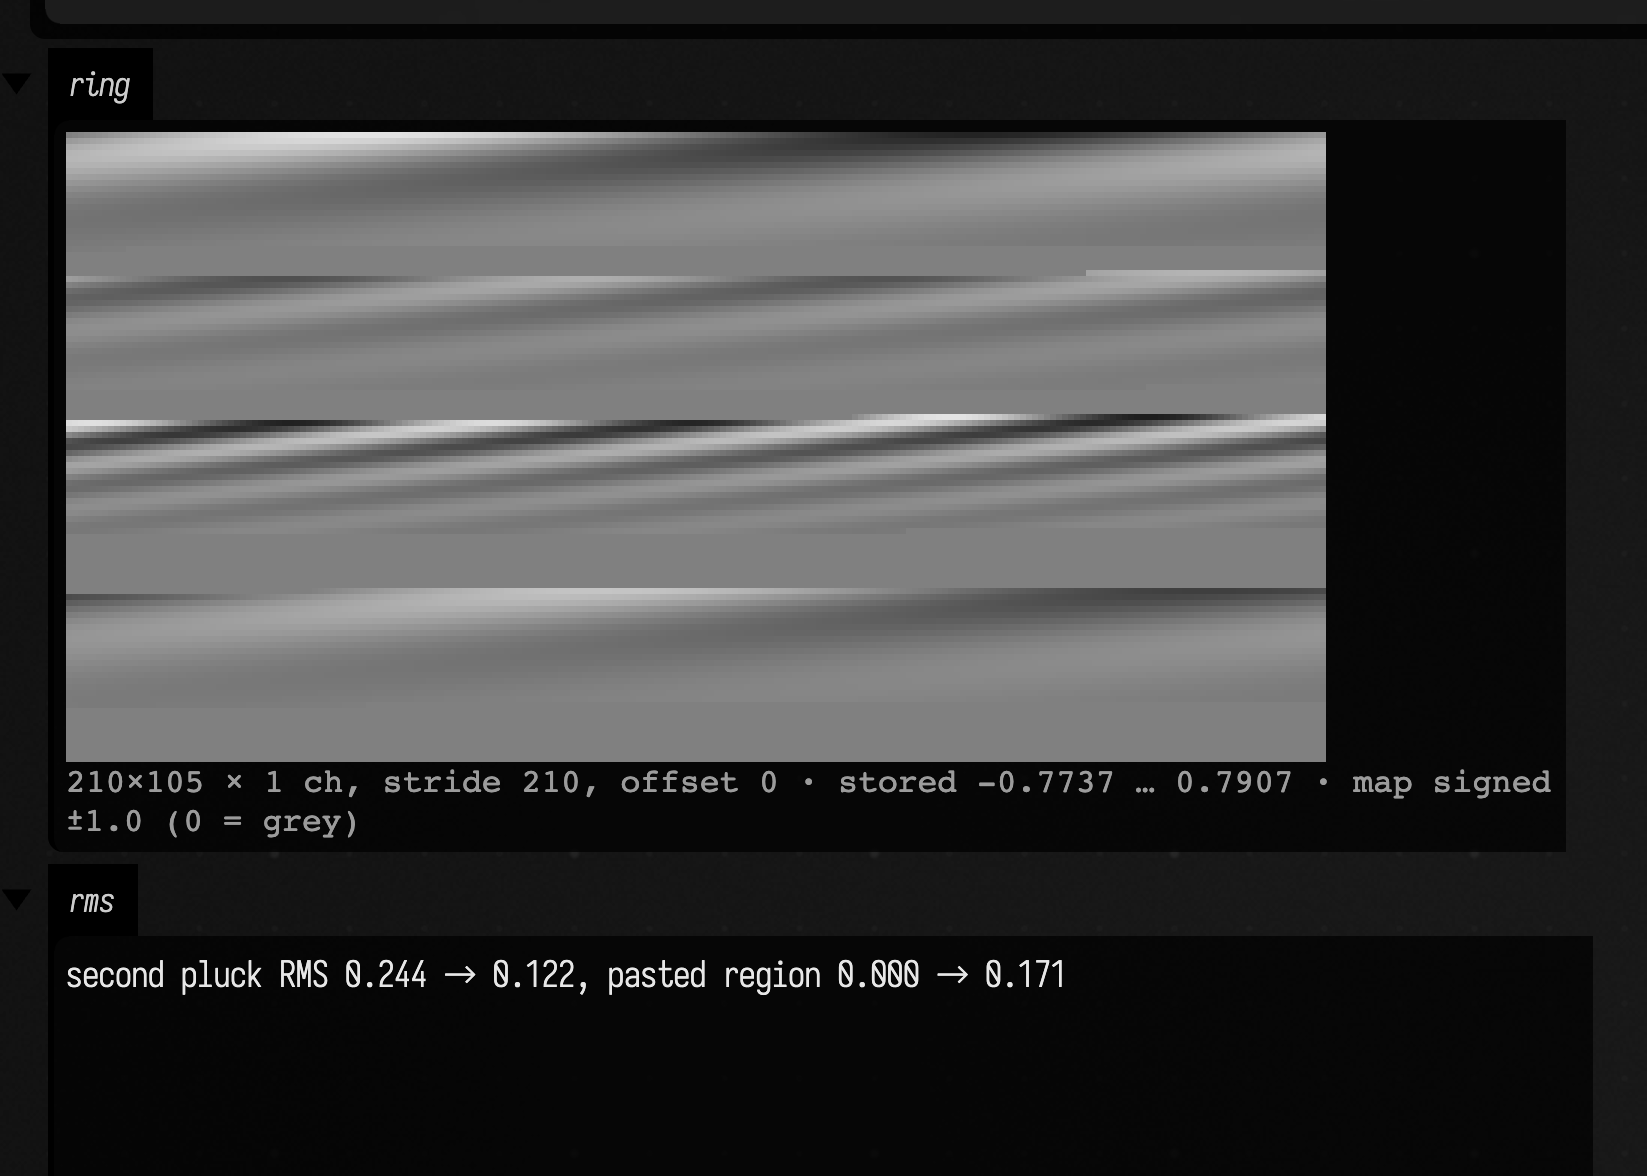 ring
210×105 × 1 ch, stride 210, offset 0 · stored −0.7737 … 0.7907 · map signed
±1.0 (0 = grey)
rms
second pluck RMS 0.244 → 0.122, pasted region 0.000 → 0.171